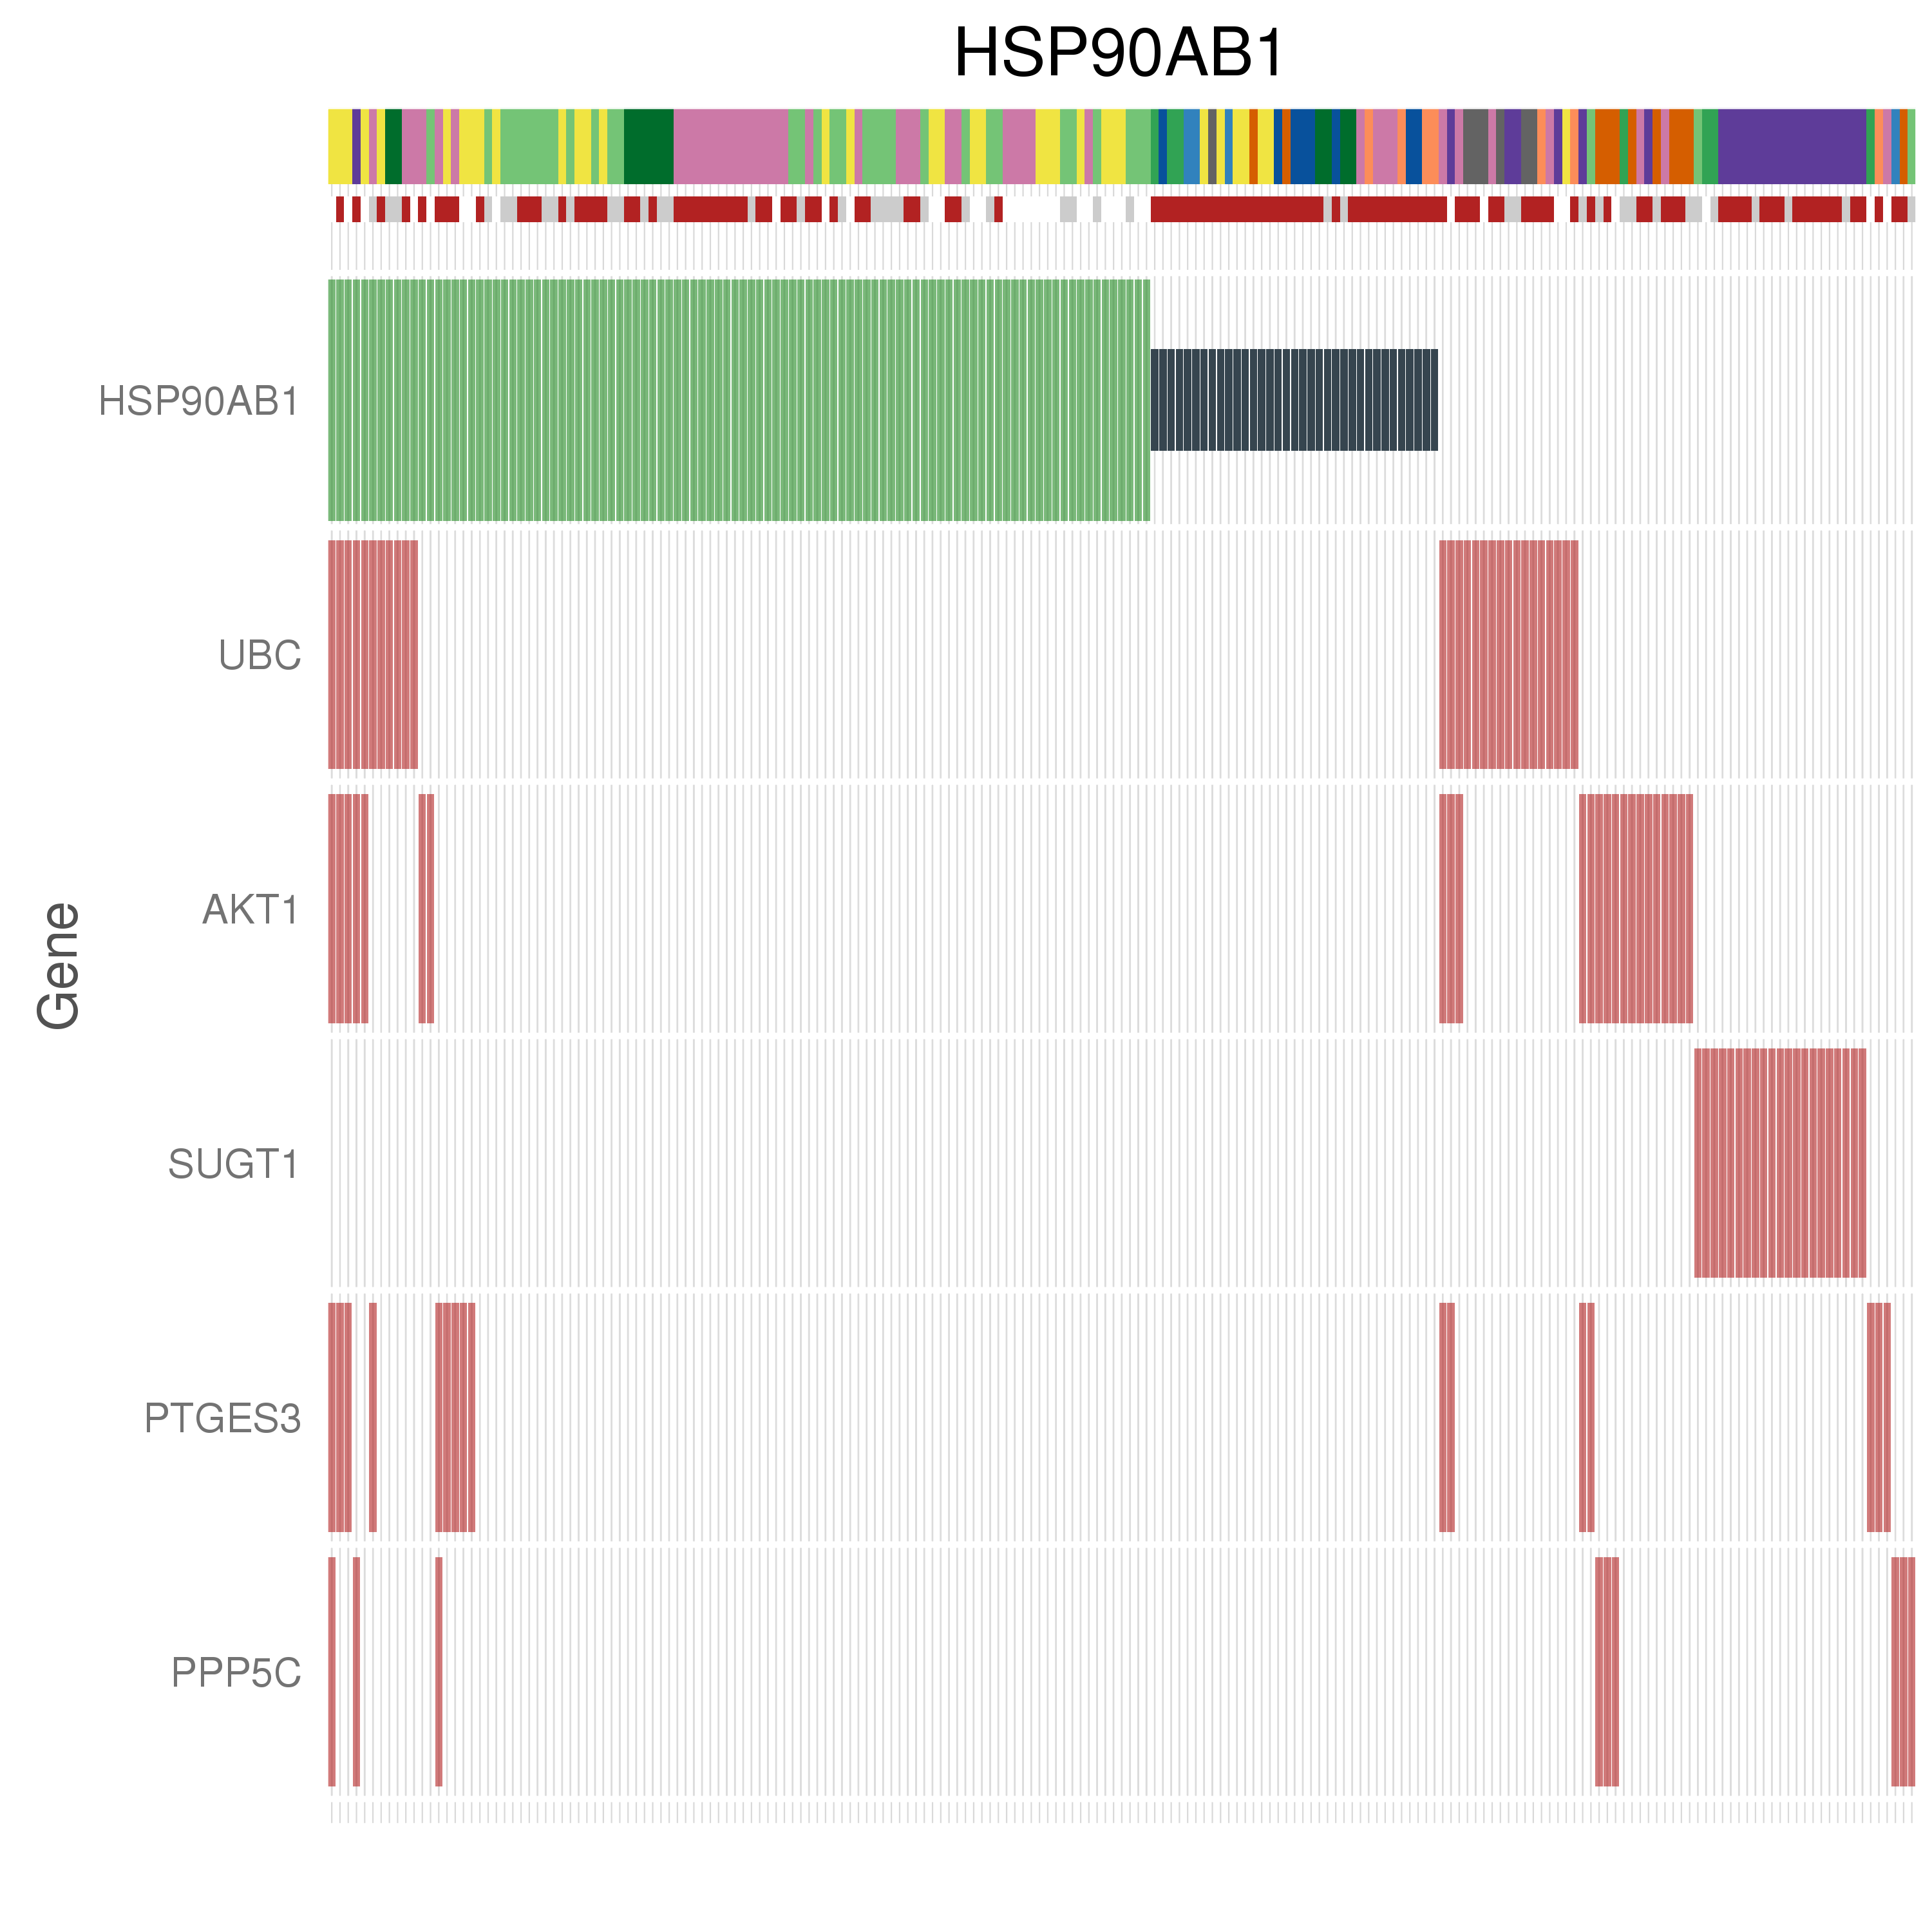 HSP90AB1
HSP90AB1
UBC
AKT1
Gene
SUGT1
PTGES3
PPP5C